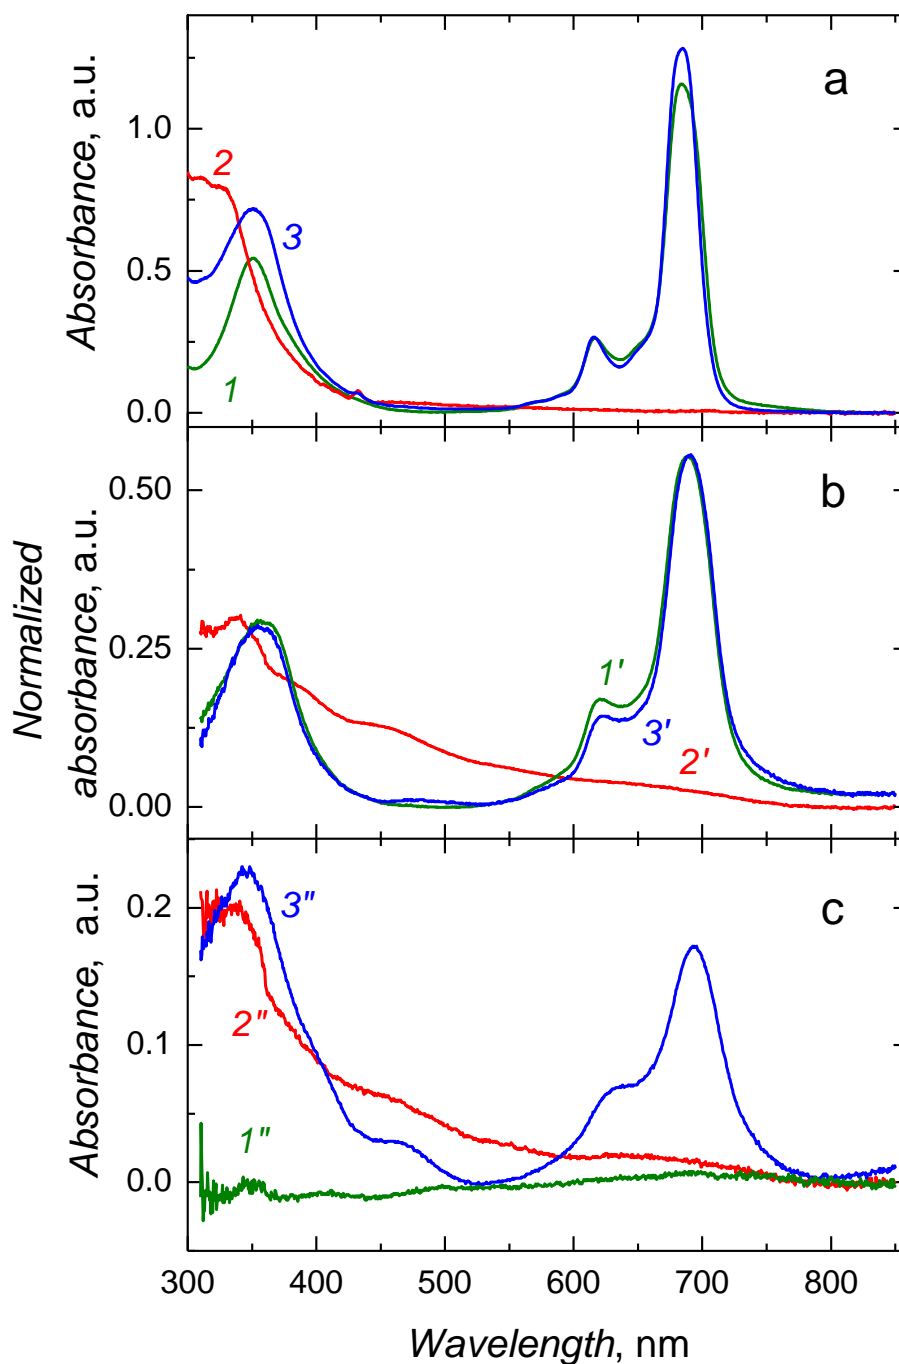 a
Absorbance, a.u.
1.0
0.5
0.0
2
3
1
b
Normalized
absorbance, a.u.
0.50
0.25
0.00
1'
3'
2'
c
Absorbance, a.u.
0.2
0.1
0.0
3"
2"
1"
300 400 500 600 700 800
Wavelength, nm